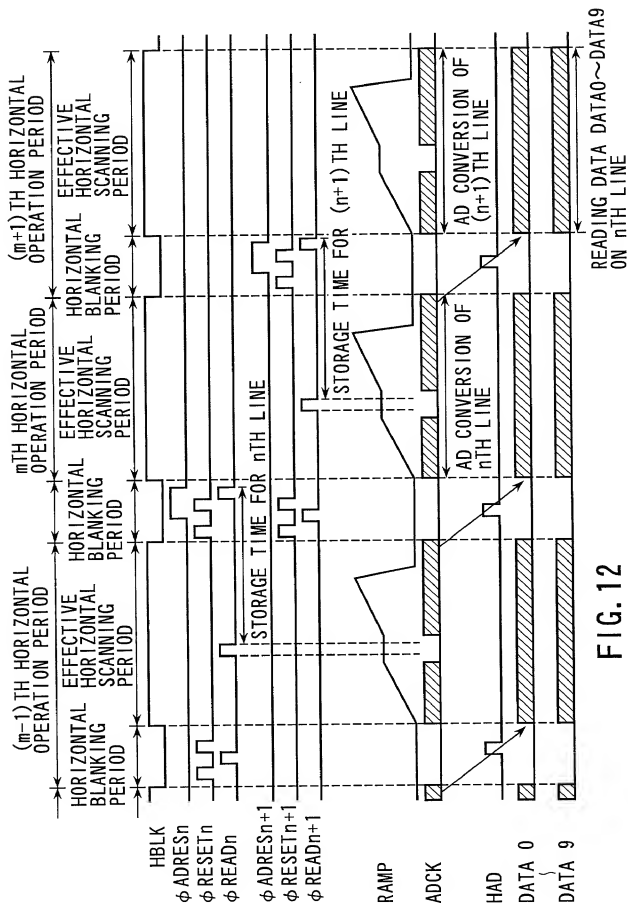 (m-1)TH HORIZONTAL
OPERATION PERIOD
mTH HORIZONTAL
OPERATION PERIOD
(m+1)TH HORIZONTAL
OPERATION PERIOD
HORIZONTAL
BLANKING
PERIOD
EFFECTIVE
HORIZONTAL
SCANNING
PERIOD
HORIZONTAL
BLANKING
PERIOD
EFFECTIVE
HORIZONTAL
SCANNING
PERIOD
HORIZONTAL
BLANKING
PERIOD
EFFECTIVE
HORIZONTAL
SCANNING
PERIOD
HBLK
φADRESn
φRESETn
φREADn
STORAGE TIME FOR nTH LINE
φADRESn+1
φRESETn+1
φREADn+1
STORAGE TIME FOR (n+1)TH LINE
RAMP
ADCK
AD CONVERSION OF
nTH LINE
AD CONVERSION OF
(n+1)TH LINE
HAD
DATA 0
~
DATA 9
READING DATA DATA0~DATA9
ON nTH LINE
FIG. 12